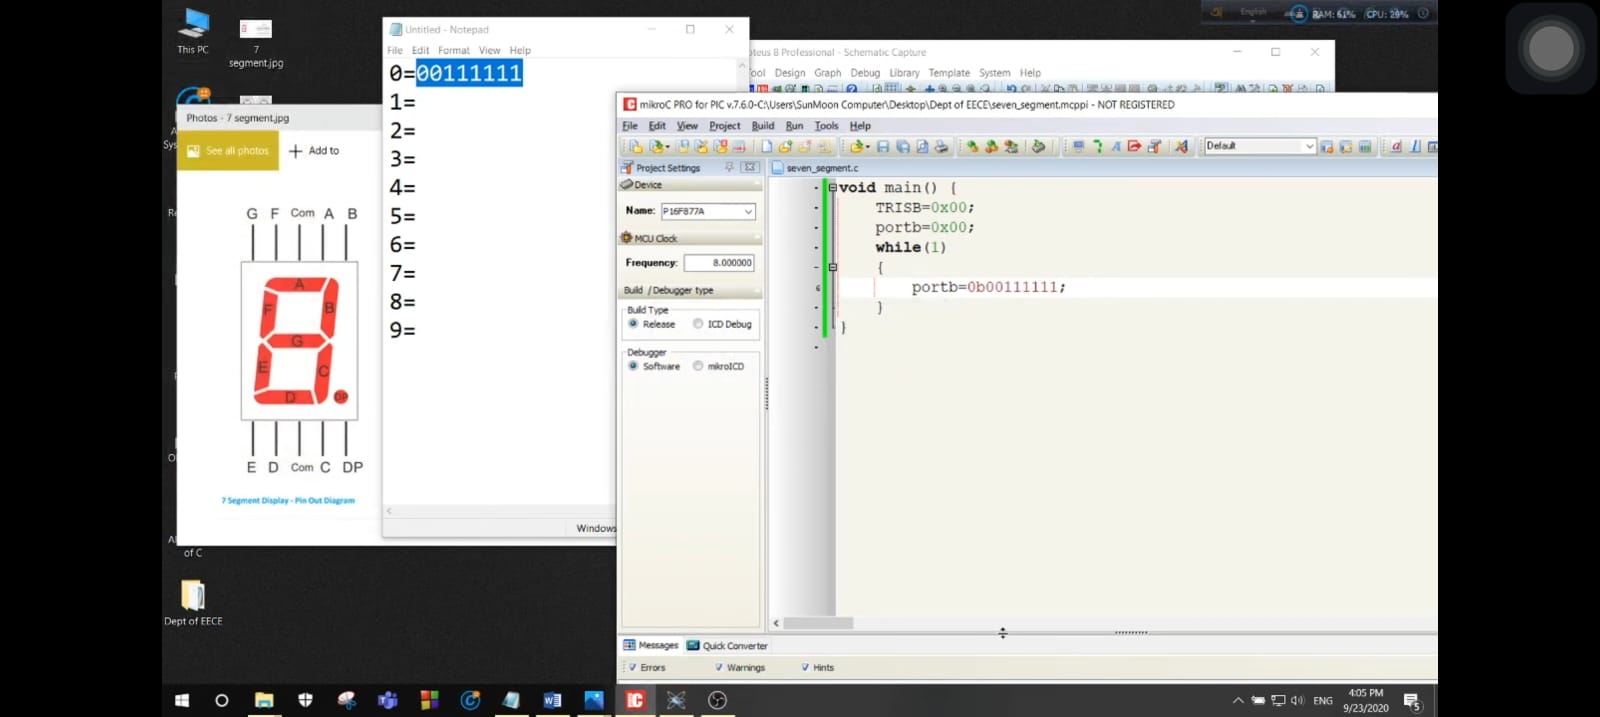 This PC
7
segment.jpg
Untitled - Notepad
File Edit Format View Help
0=00111111
1=
2=
3=
4=
5=
6=
7=
8=
9=
Windows
Photos - 7 segment.jpg
See all photos
Add to
G F Com A B
A
F B
G
E C
D DP
E D Com C DP
7 Segment Display - Pin Out Diagram
of C
Dept of EECE
English
RAM: 61% CPU: 29%
teus 8 Professional - Schematic Capture
ool Design Graph Debug Library Template System Help
mikroC PRO for PIC v.7.6.0-C:\Users\SunMoon Computer\Desktop\Dept of EECE\seven_segment.mcppi - NOT REGISTERED
File Edit View Project Build Run Tools Help
Default
Project Settings
Device
Name: P16F877A
MCU Clock
Frequency: 8.000000
Build / Debugger type
Build Type
Release ICD Debug
Debugger
Software mikroICD
seven_segment.c
void main() {
TRISB=0x00;
portb=0x00;
while(1)
{
portb=0b00111111;
}
}
Messages Quick Converter
Errors Warnings Hints
ENG
4:05 PM
9/23/2020
5